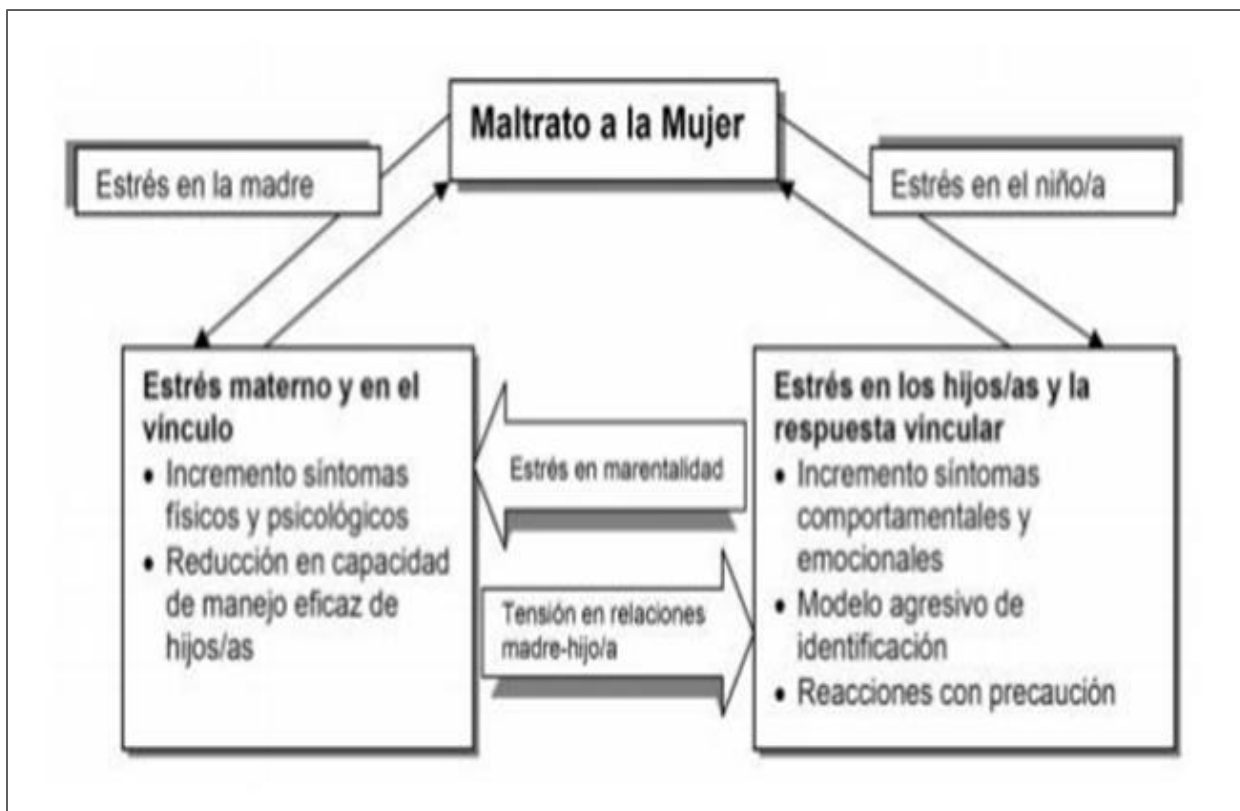 Maltrato a la Mujer
Estrés en la madre
Estrés en el niño/a
Estrés materno y en el
vínculo
• Incremento síntomas
físicos y psicológicos
• Reducción en capacidad
de manejo eficaz de
hijos/as
Estrés en marentalidad
Tensión en relaciones
madre-hijo/a
Estrés en los hijos/as y la
respuesta vincular
• Incremento síntomas
comportamentales y
emocionales
• Modelo agresivo de
identificación
• Reacciones con precaución